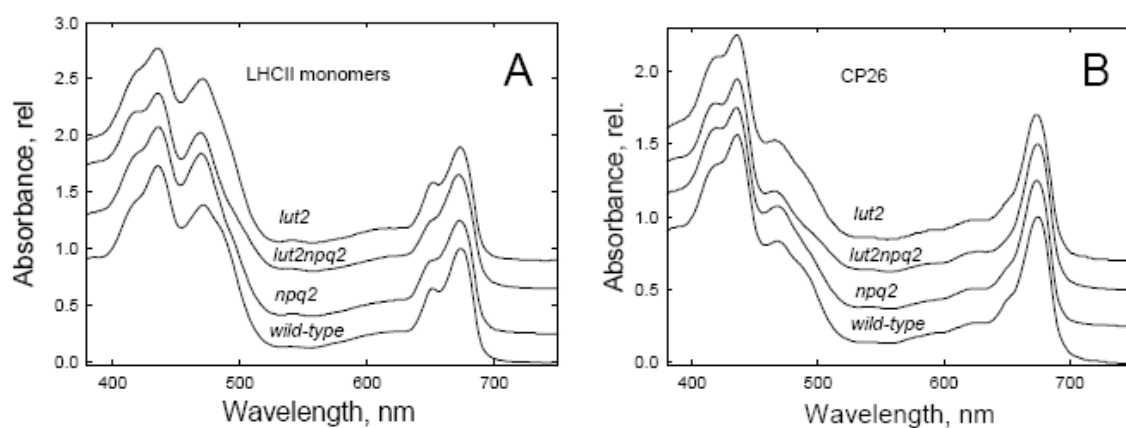 3.0
2.5
2.0
1.5
1.0
0.5
0.0
Absorbance, rel
LHCII monomers
A
lut2
lut2npq2
npq2
wild-type
400 500 600 700
Wavelength, nm
2.0
1.5
1.0
0.5
0.0
Absorbance, rel.
CP26
B
lut2
lut2npq2
npq2
wild-type
400 500 600 700
Wavelength, nm